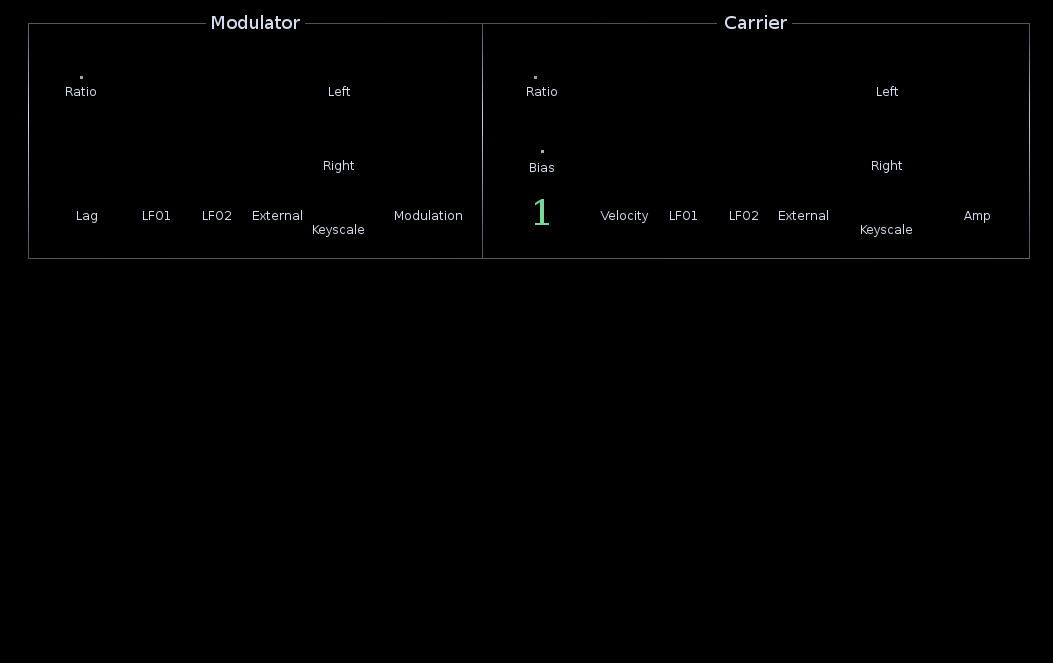 Modulator
Ratio
Left
Right
Lag LFO1 LFO2 External Modulation
Keyscale
Carrier
Ratio
Left
Bias
Right
1 Velocity LFO1 LFO2 External Amp
Keyscale